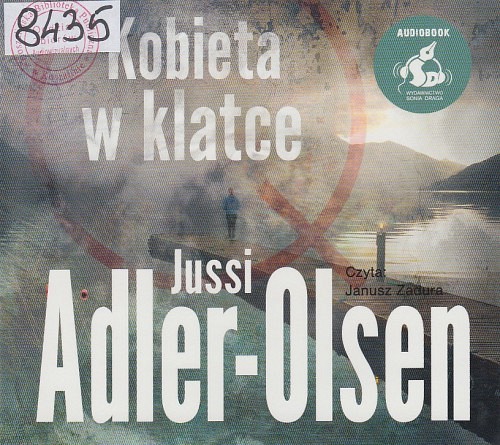 8435
Kobieta
w klatce
AUDIOBOOK
WYDAWNICTWO
SONIA DRAGA
Jussi
Adler-Olsen
Czyta:
Janusz Zadura